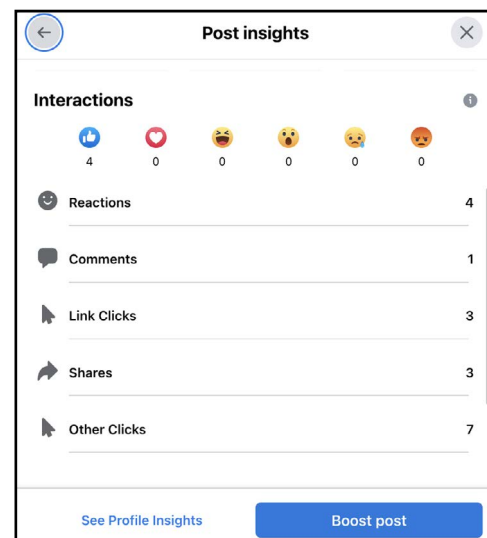 Post insights
Interactions
4 0 0 0 0 0
Reactions 4
Comments 1
Link Clicks 3
Shares 3
Other Clicks 7
See Profile Insights Boost post